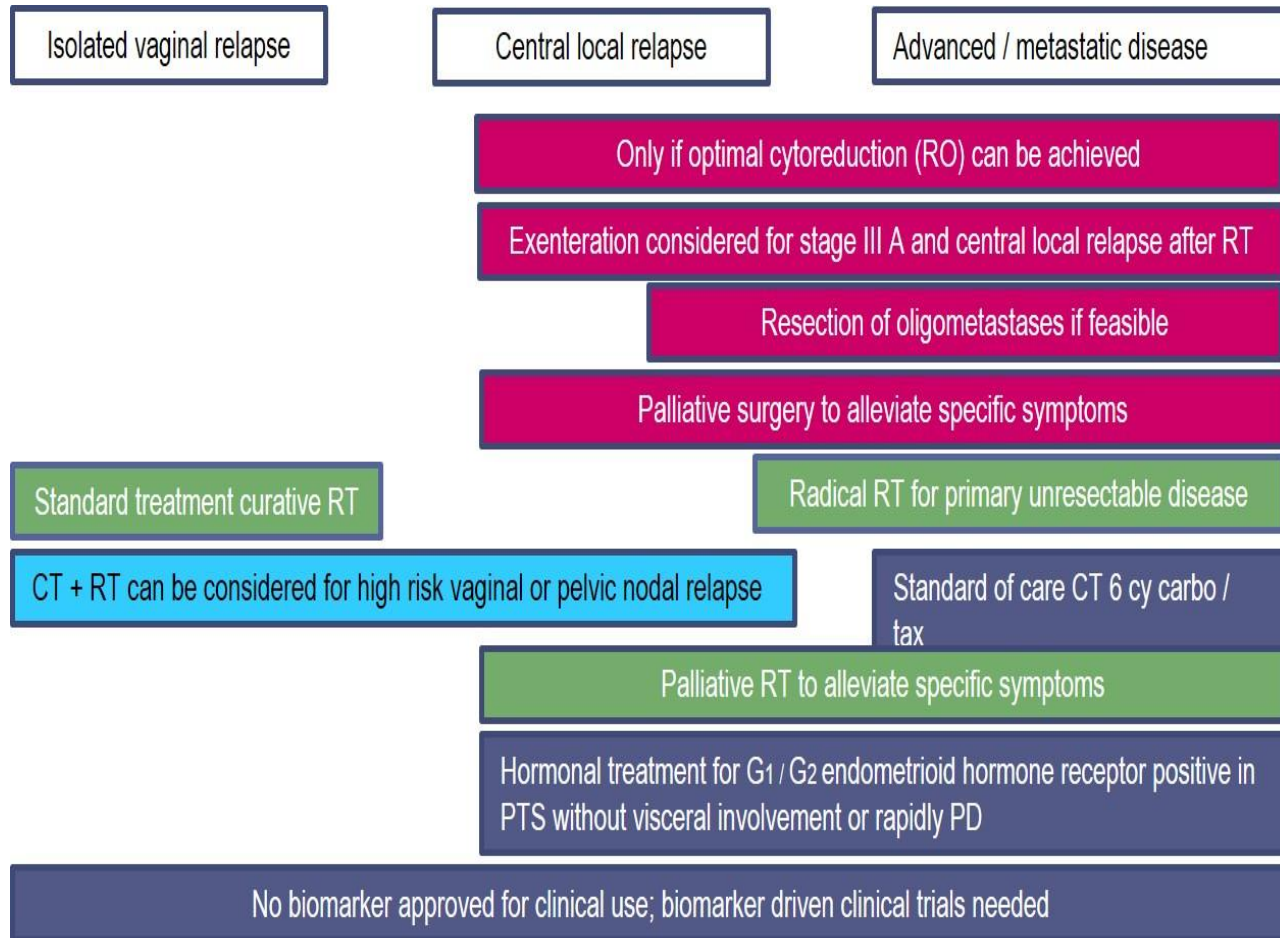 Isolated vaginal relapse
Central local relapse
Advanced / metastatic disease
Only if optimal cytoreduction (RO) can be achieved
Exenteration considered for stage III A and central local relapse after RT
Resection of oligometastases if feasible
Palliative surgery to alleviate specific symptoms
Standard treatment curative RT
Radical RT for primary unresectable disease
CT + RT can be considered for high risk vaginal or pelvic nodal relapse
Standard of care CT 6 cy carbo /
tax
Palliative RT to alleviate specific symptoms
Hormonal treatment for G1 / G2 endometrioid hormone receptor positive in
PTS without visceral involvement or rapidly PD
No biomarker approved for clinical use; biomarker driven clinical trials needed